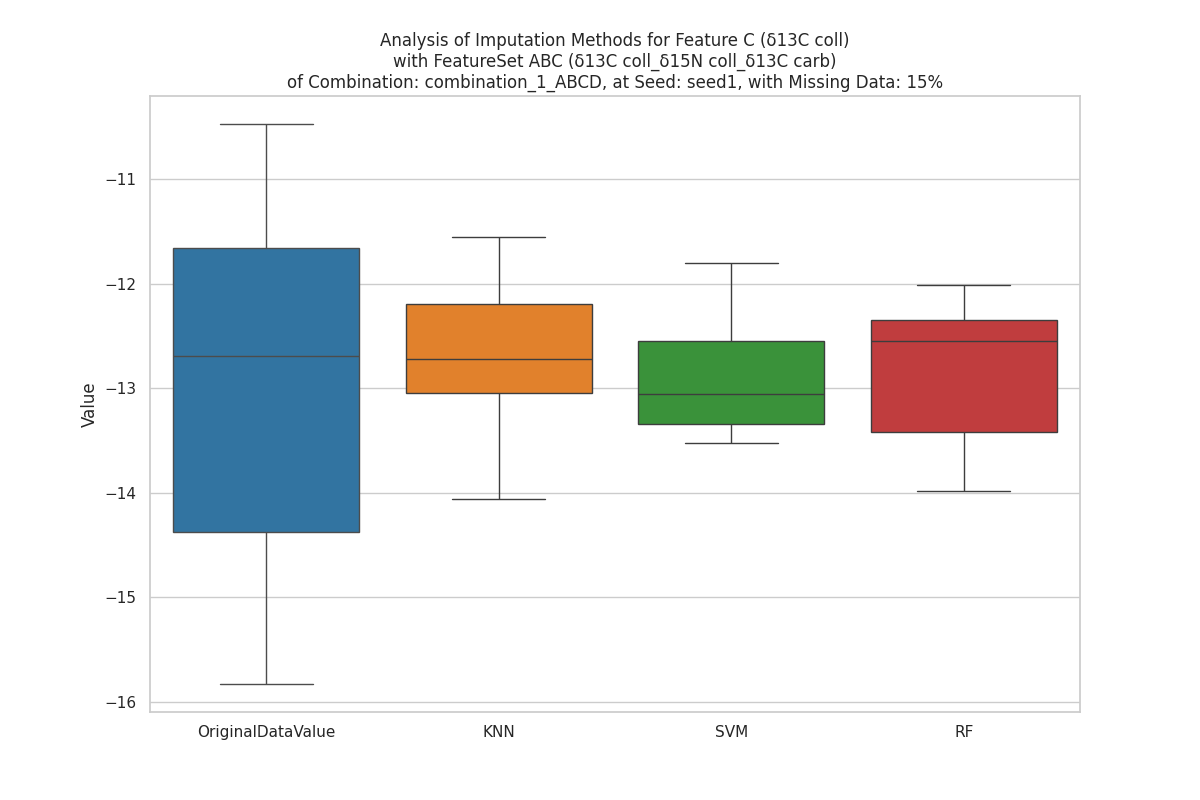 Analysis of Imputation Methods for Feature C (δ13C coll)
with FeatureSet ABC (δ13C coll_δ15N coll_δ13C carb)
of Combination: combination_1_ABCD, at Seed: seed1, with Missing Data: 15%
−11
−12
−13
−14
−15
−16
Value
OriginalDataValue
KNN
SVM
RF